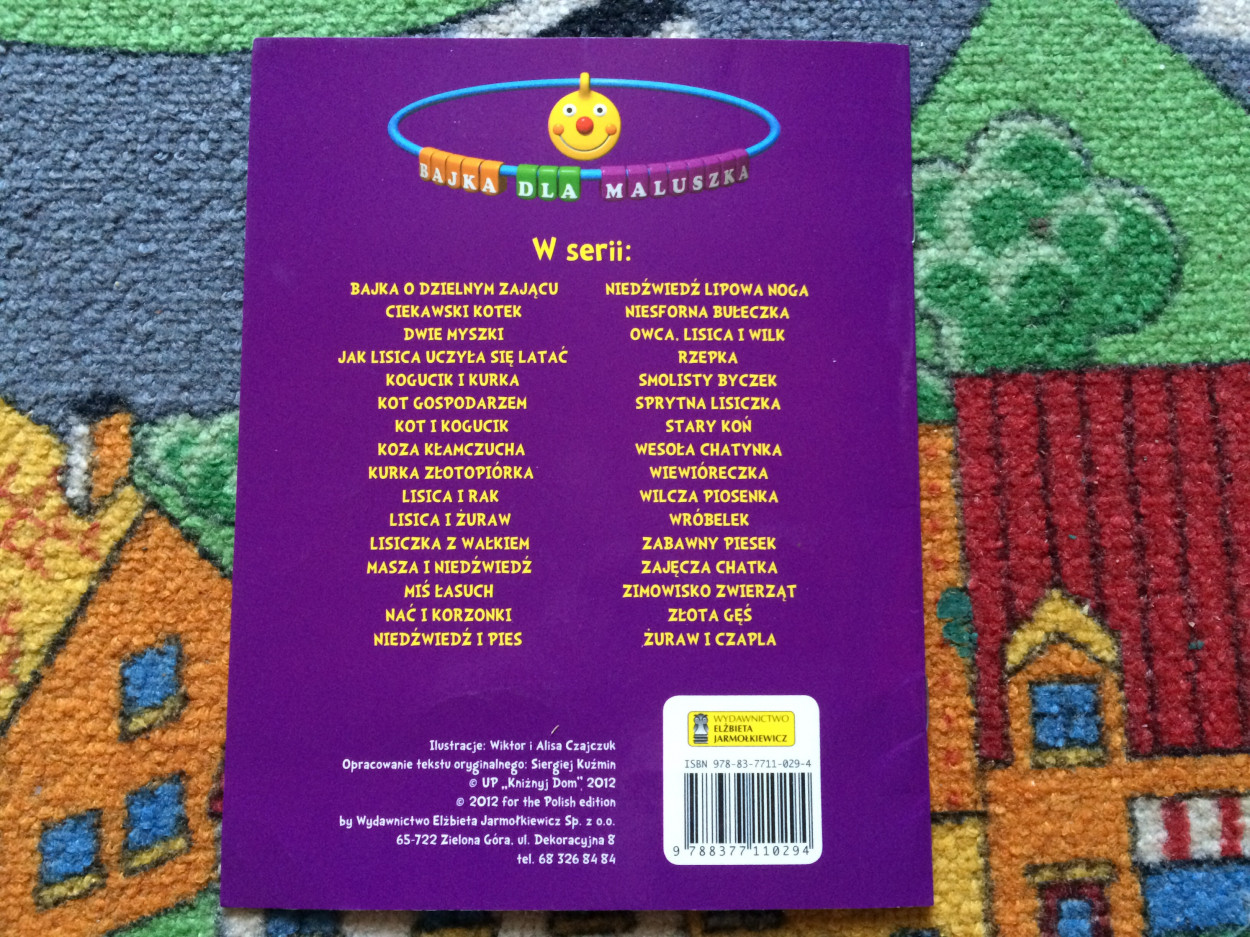 BAJKA DLA MALUSZKA
W serii:
BAJKA O DZIELNYM ZAJĄCU
CIEKAWSKI KOTEK
DWIE MYSZKI
JAK LISICA UCZYŁA SIĘ LATAĆ
KOGUCIK I KURKA
KOT GOSPODARZEM
KOT I KOGUCIK
KOZA KŁAMCZUCHA
KURKA ZŁOTOPIÓRKA
LISICA I RAK
LISICA I ŻURAW
LISICZKA Z WAŁKIEM
MASZA I NIEDŹWIEDŹ
MIŚ ŁASUCH
NAĆ I KORZONKI
NIEDŹWIEDŹ I PIES
NIEDŹWIEDŹ LIPOWA NOGA
NIESFORNA BUŁECZKA
OWCA, LISICA I WILK
RZEPKA
SMOLISTY BYCZEK
SPRYTNA LISICZKA
STARY KOŃ
WESOŁA CHATYNKA
WIEWIÓRECZKA
WILCZA PIOSENKA
WRÓBELEK
ZABAWNY PIESEK
ZAJĘCZA CHATKA
ZIMOWISKO ZWIERZĄT
ZŁOTA GĘŚ
ŻURAW I CZAPLA
Ilustracje: Wiktor i Alisa Czajczuk
Opracowanie tekstu oryginalnego: Siergiej Kuźmin
© UP „Kniżnyj Dom", 2012
© 2012 for the Polish edition
by Wydawnictwo Elżbieta Jarmołkiewicz Sp. z o.o.
65-722 Zielona Góra, ul. Dekoracyjna 8
tel. 68 326 84 84
WYDAWNICTWO
ELŻBIETA
JARMOŁKIEWICZ
ISBN 978-83-7711-029-4
9 788377 110294